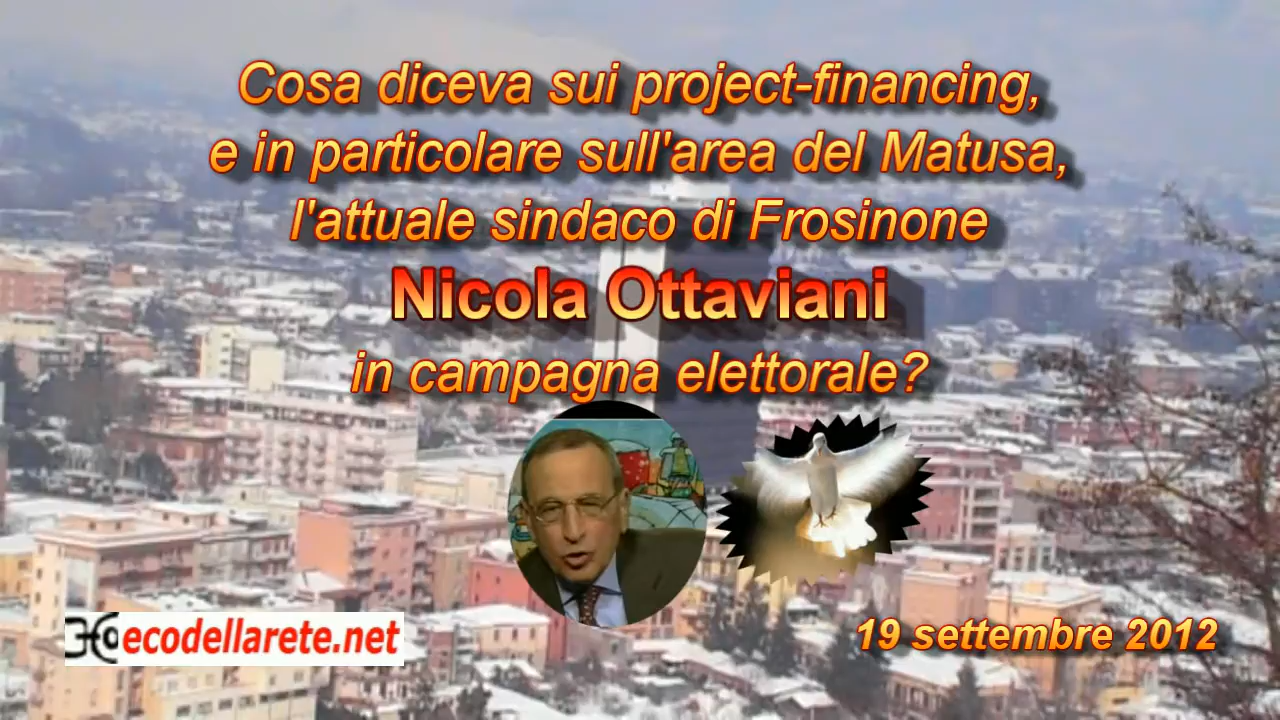 Cosa diceva sui project-financing,
e in particolare sull'area del Matusa,
l'attuale sindaco di Frosinone
Nicola Ottaviani
in campagna elettorale?
ecodellarete.net
19 settembre 2012